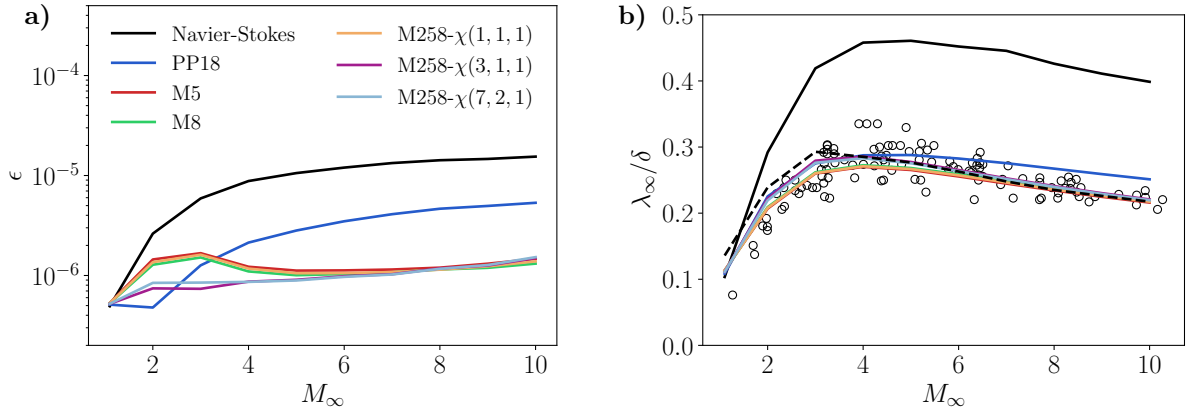 a)
Navier-Stokes
PP18
M5
M8
M258-χ(1, 1, 1)
M258-χ(3, 1, 1)
M258-χ(7, 2, 1)
10⁻⁴
10⁻⁵
10⁻⁶
ϵ
2 4 6 8 10
M∞
b)
0.5
0.4
0.3
0.2
0.1
0.0
λ∞/δ
2 4 6 8 10
M∞